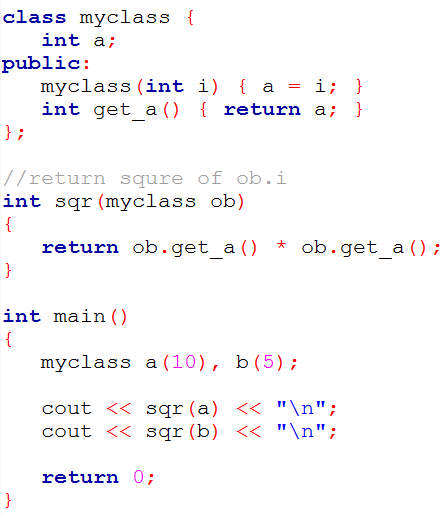 class myclass {
   int a;
public:
   myclass(int i) { a = i; }
   int get_a() { return a; }
};
//return squre of ob.i
int sqr(myclass ob)
{
   return ob.get_a() * ob.get_a();
}
int main()
{
   myclass a(10), b(5);
   cout << sqr(a) << "\n";
   cout << sqr(b) << "\n";
   return 0;
}